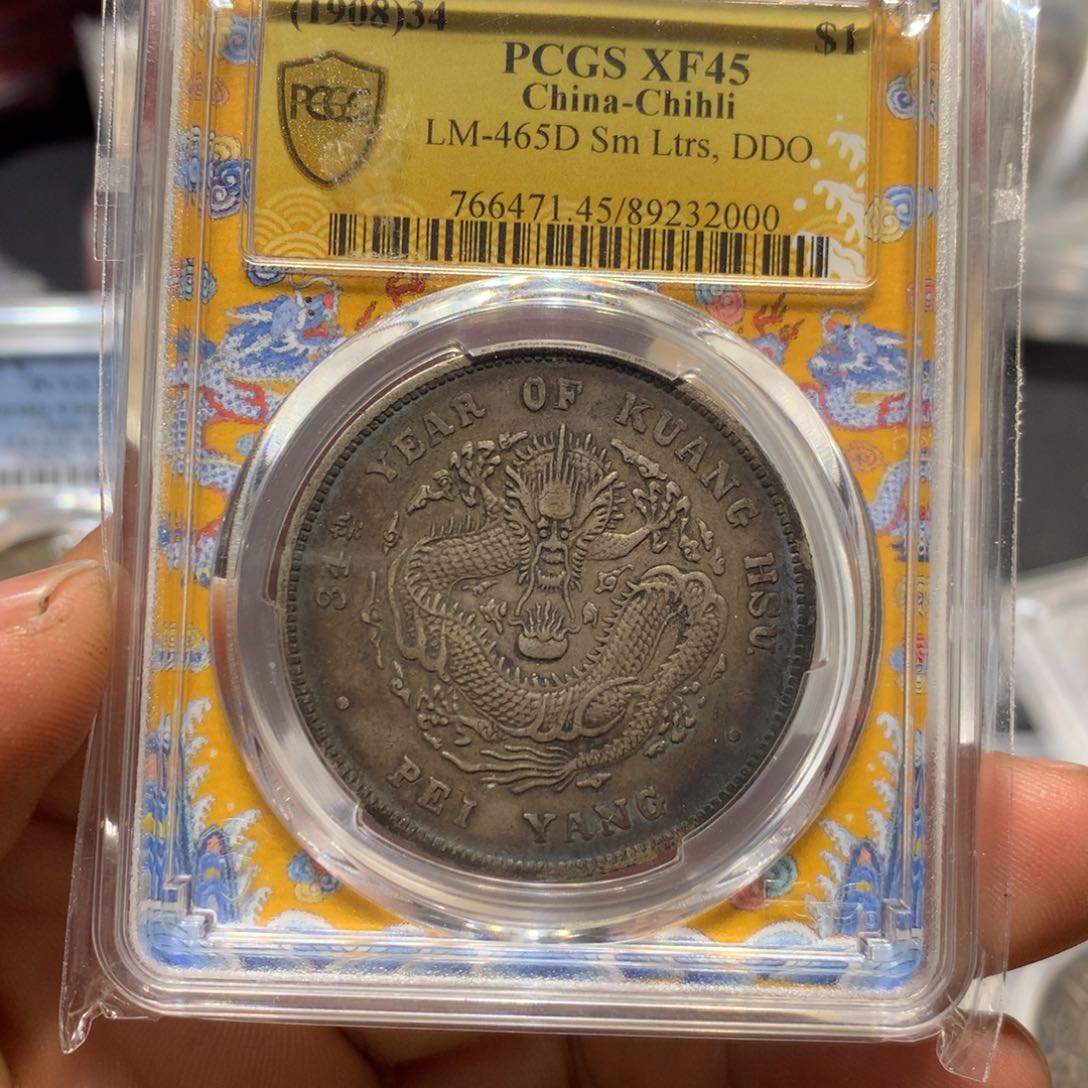 (1908)34 $1
PCGS XF45
China-Chihli
LM-465D Sm Ltrs, DDO
766471.45/89232000
PCGS
34TH YEAR OF KUANG HSU.
PEI YANG